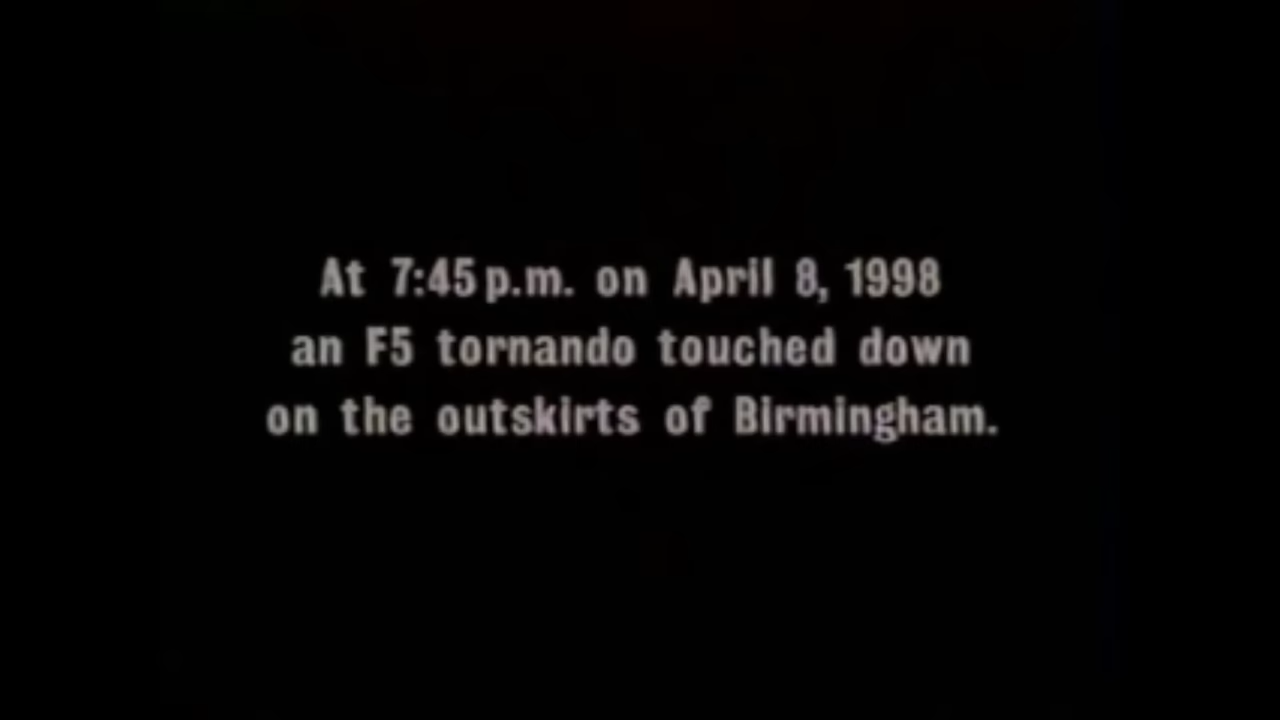 At 7:45 p.m. on April 8, 1998
an F5 tornando touched down
on the outskirts of Birmingham.